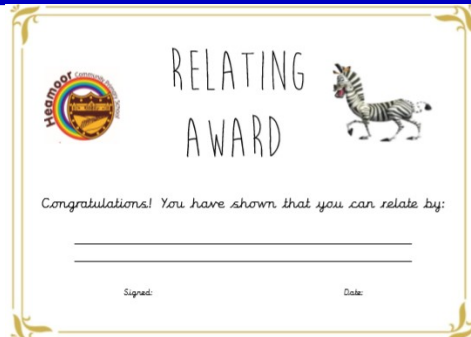 RELATING
Heamoor Community Primary School
AWARD
Congratulations! You have shown that you can relate by:
Signed: Date: